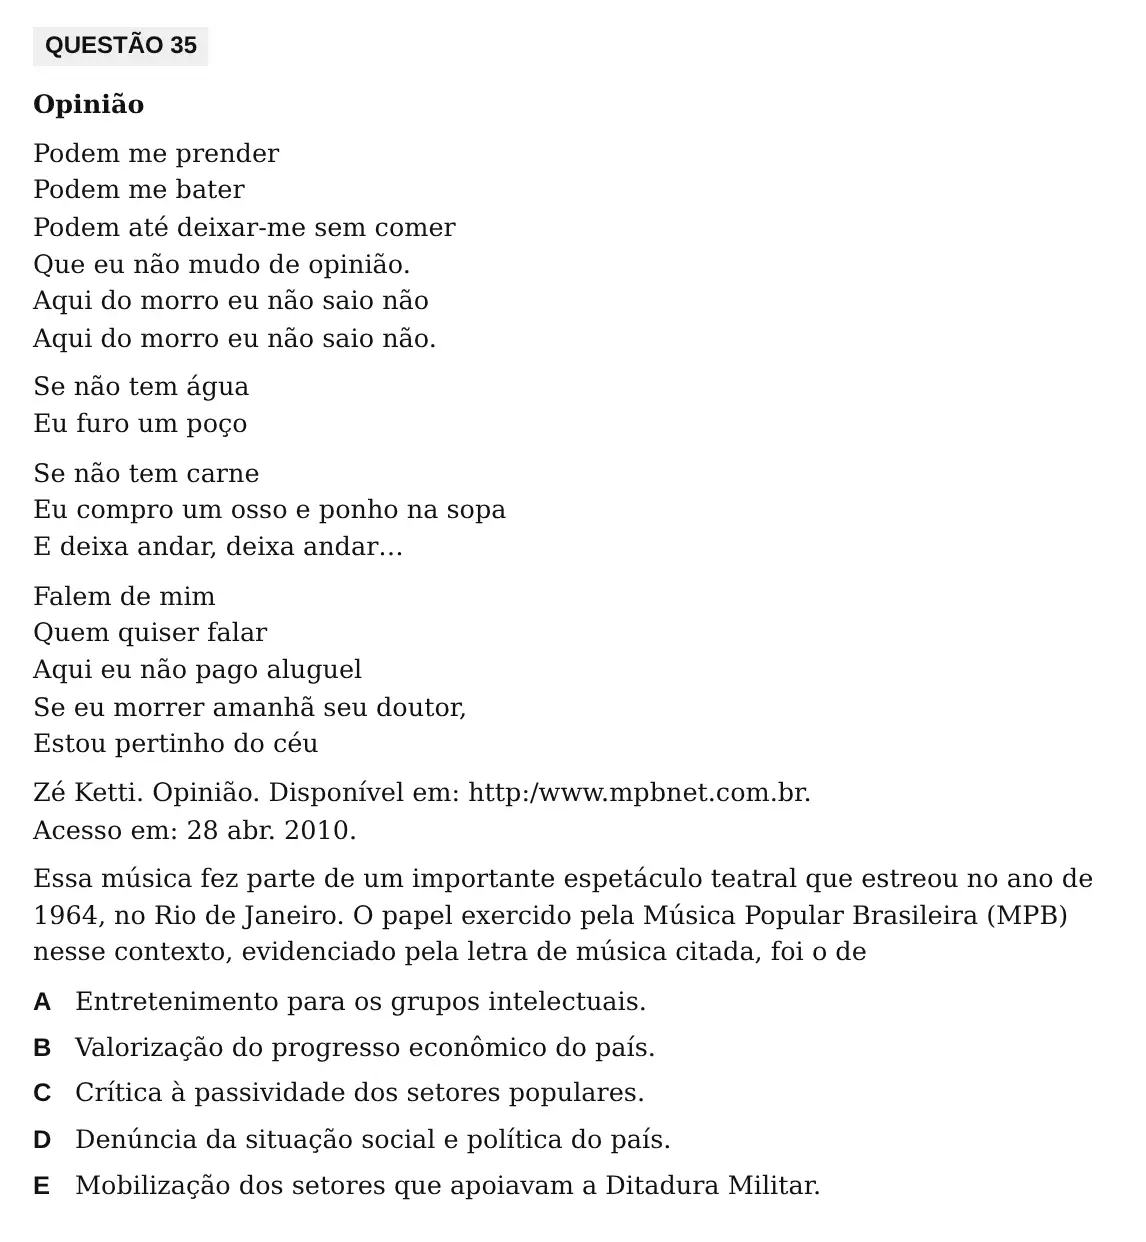 QUESTÃO 35
Opinião
Podem me prender
Podem me bater
Podem até deixar-me sem comer
Que eu não mudo de opinião.
Aqui do morro eu não saio não
Aqui do morro eu não saio não.
Se não tem água
Eu furo um poço
Se não tem carne
Eu compro um osso e ponho na sopa
E deixa andar, deixa andar…
Falem de mim
Quem quiser falar
Aqui eu não pago aluguel
Se eu morrer amanhã seu doutor,
Estou pertinho do céu
Zé Ketti. Opinião. Disponível em: http:/www.mpbnet.com.br.
Acesso em: 28 abr. 2010.
Essa música fez parte de um importante espetáculo teatral que estreou no ano de
1964, no Rio de Janeiro. O papel exercido pela Música Popular Brasileira (MPB)
nesse contexto, evidenciado pela letra de música citada, foi o de
A Entretenimento para os grupos intelectuais.
B Valorização do progresso econômico do país.
C Crítica à passividade dos setores populares.
D Denúncia da situação social e política do país.
E Mobilização dos setores que apoiavam a Ditadura Militar.